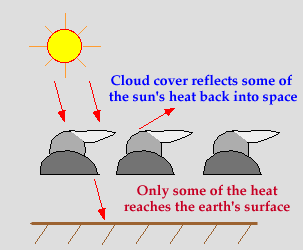 Cloud cover reflects some of
the sun's heat back into space
Only some of the heat
reaches the earth's surface